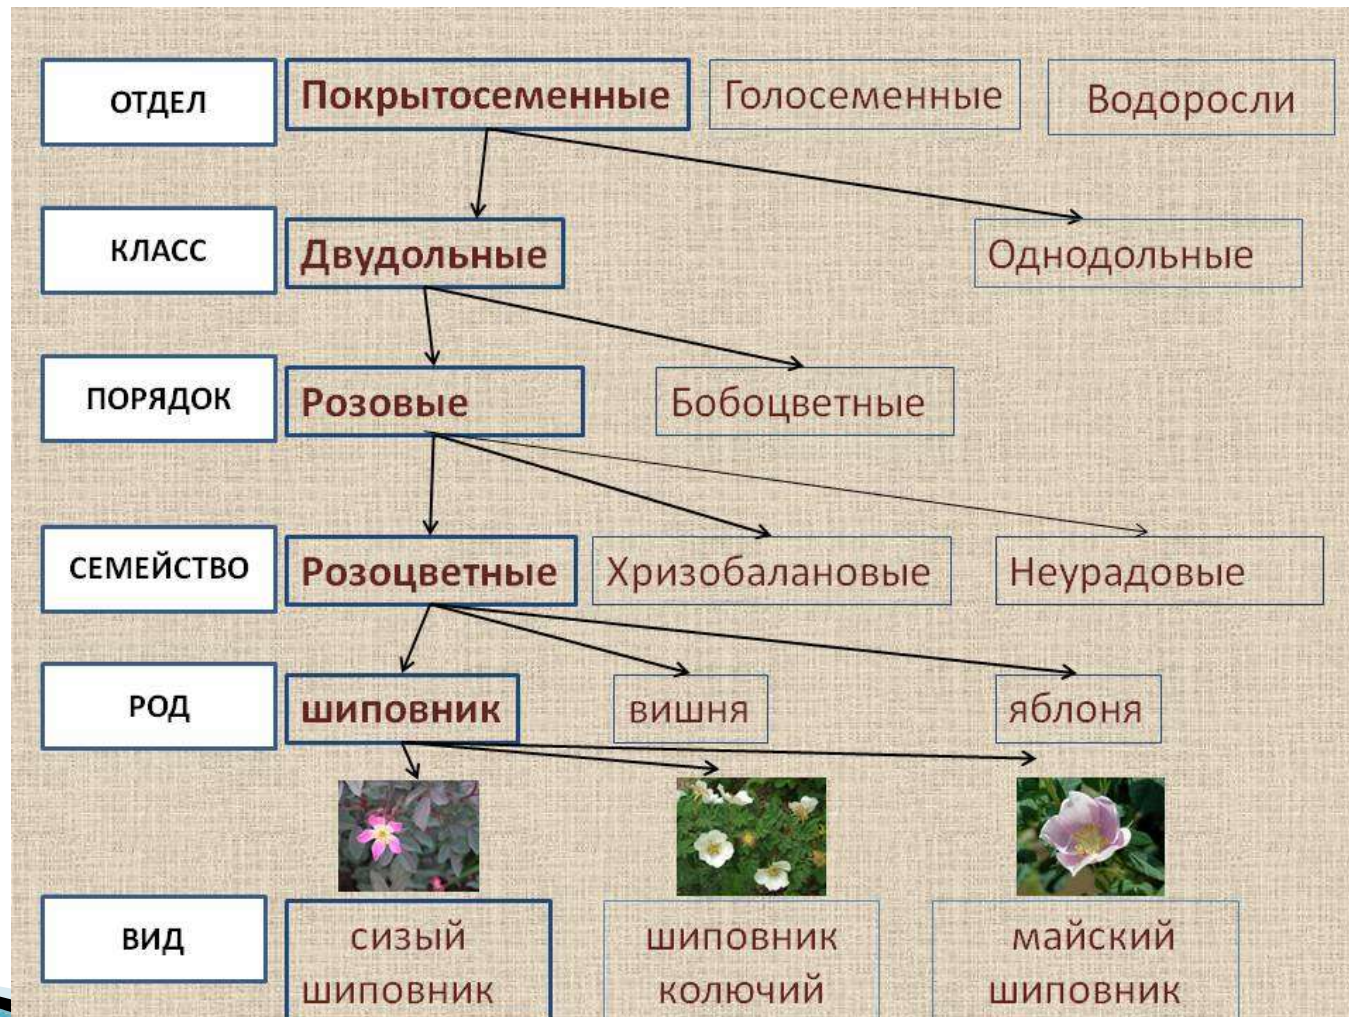 ОТДЕЛ Покрытосеменные Голосеменные Водоросли
КЛАСС Двудольные Однодольные
ПОРЯДОК Розовые Бобоцветные
СЕМЕЙСТВО Розоцветные Хризобалановые Неурадовые
РОД шиповник вишня яблоня
ВИД сизый шиповник майский
шиповник колючий шиповник